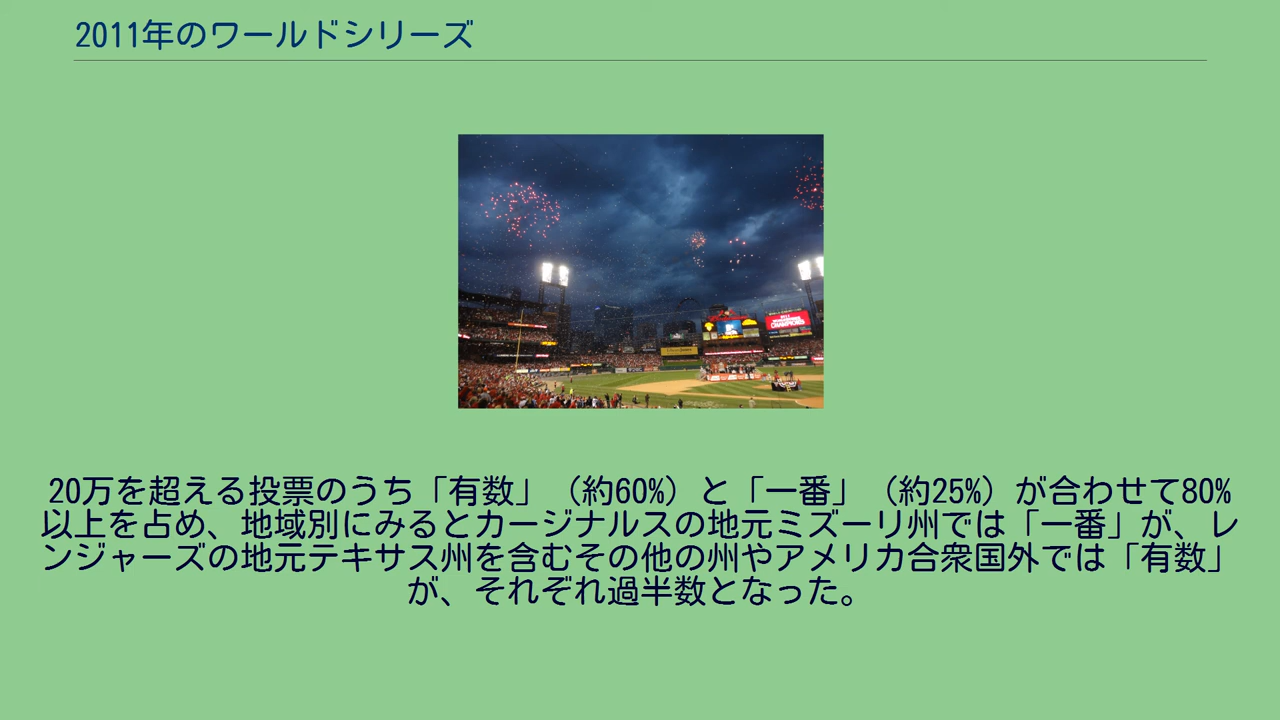 2011年のワールドシリーズ
20万を超える投票のうち「有数」（約60%）と「一番」（約25%）が合わせて80%
以上を占め、地域別にみるとカージナルスの地元ミズーリ州では「一番」が、レ
ンジャーズの地元テキサス州を含むその他の州やアメリカ合衆国外では「有数」
が、それぞれ過半数となった。